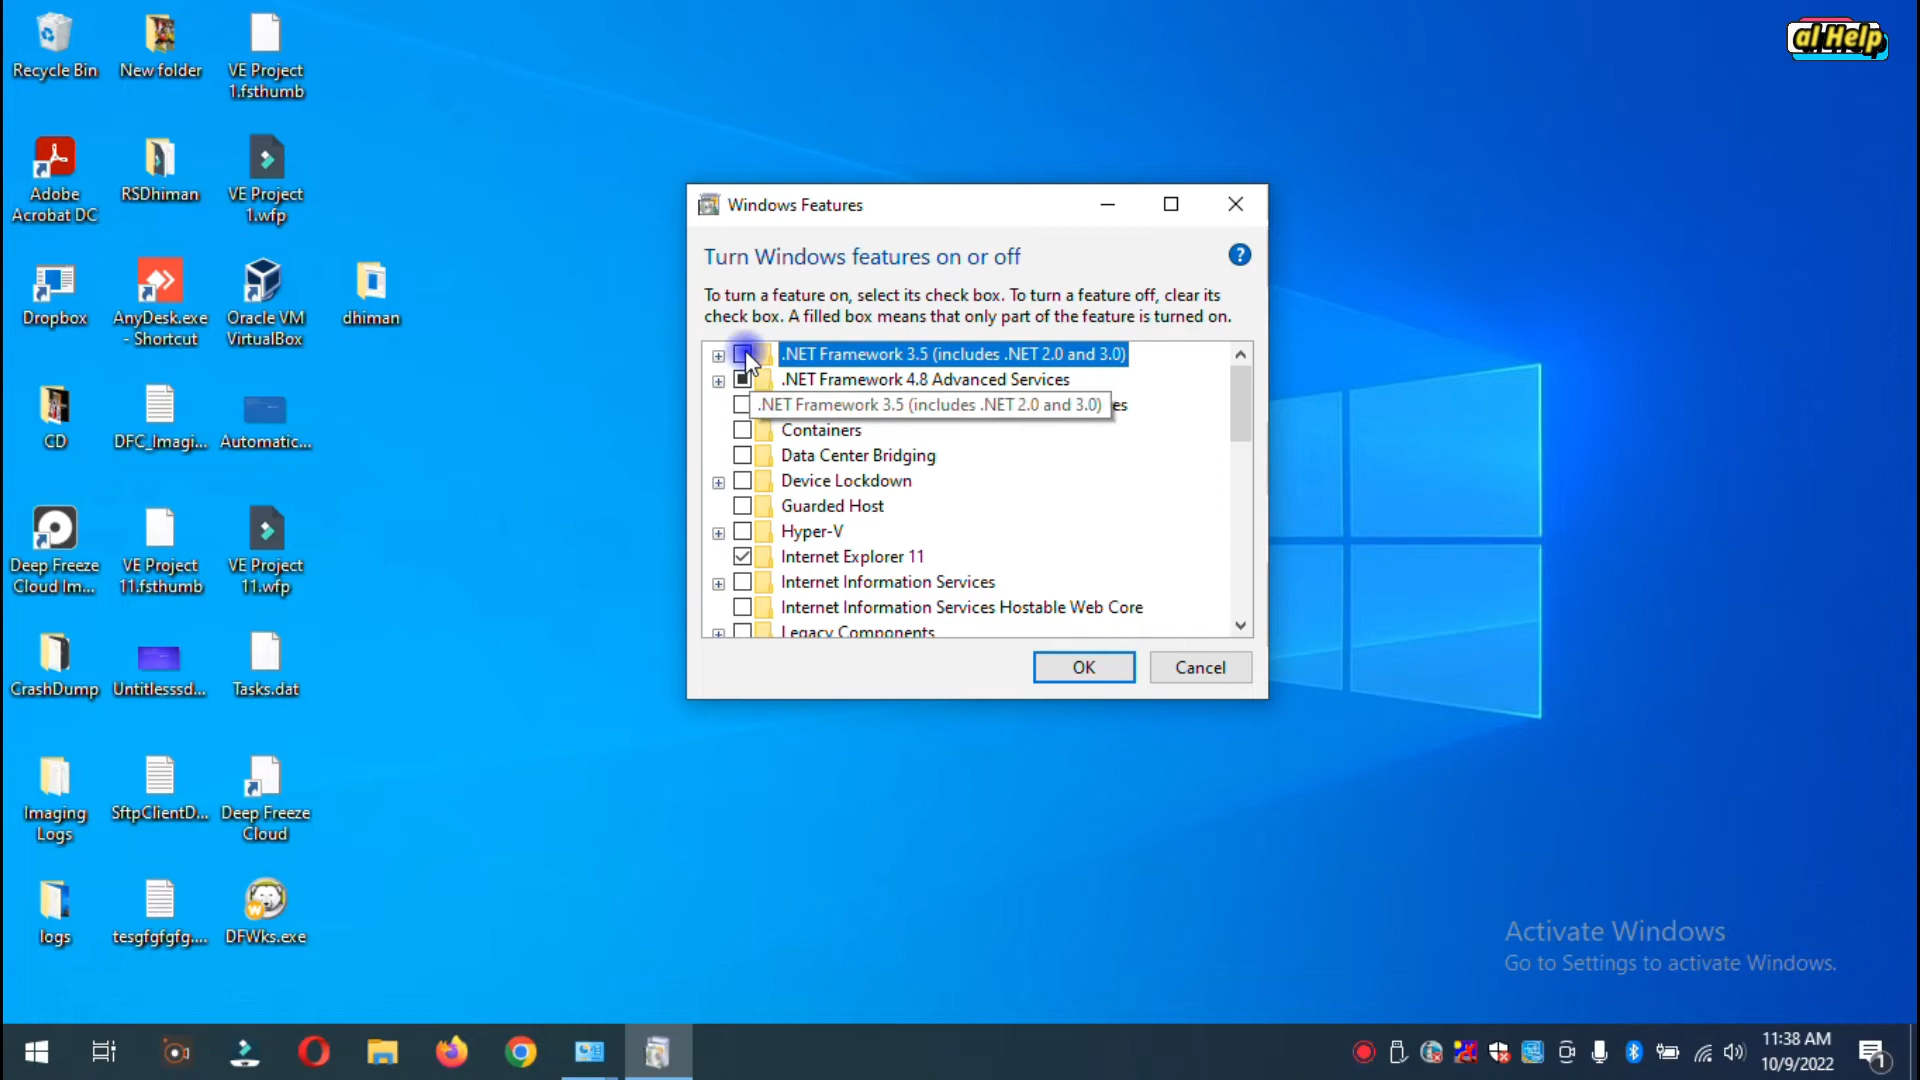 Recycle Bin
New folder
VE Project
1.fsthumb
al Help
Adobe
Acrobat DC
RSDhiman
VE Project
1.wfp
Dropbox
AnyDesk.exe
- Shortcut
Oracle VM
VirtualBox
dhiman
CD
DFC_Imagi...
Automatic...
Deep Freeze
Cloud Im...
VE Project
11.fsthumb
VE Project
11.wfp
CrashDump
Untitlesssd...
Tasks.dat
Imaging
Logs
SftpClientD...
Deep Freeze
Cloud
logs
tesgfgfgfg....
DFWks.exe
Windows Features
Turn Windows features on or off
To turn a feature on, select its check box. To turn a feature off, clear its
check box. A filled box means that only part of the feature is turned on.
.NET Framework 3.5 (includes .NET 2.0 and 3.0)
.NET Framework 4.8 Advanced Services
.NET Framework 3.5 (includes .NET 2.0 and 3.0)
Containers
Data Center Bridging
Device Lockdown
Guarded Host
Hyper-V
Internet Explorer 11
Internet Information Services
Internet Information Services Hostable Web Core
Legacy Components
OK
Cancel
Activate Windows
Go to Settings to activate Windows.
11:38 AM
10/9/2022
1